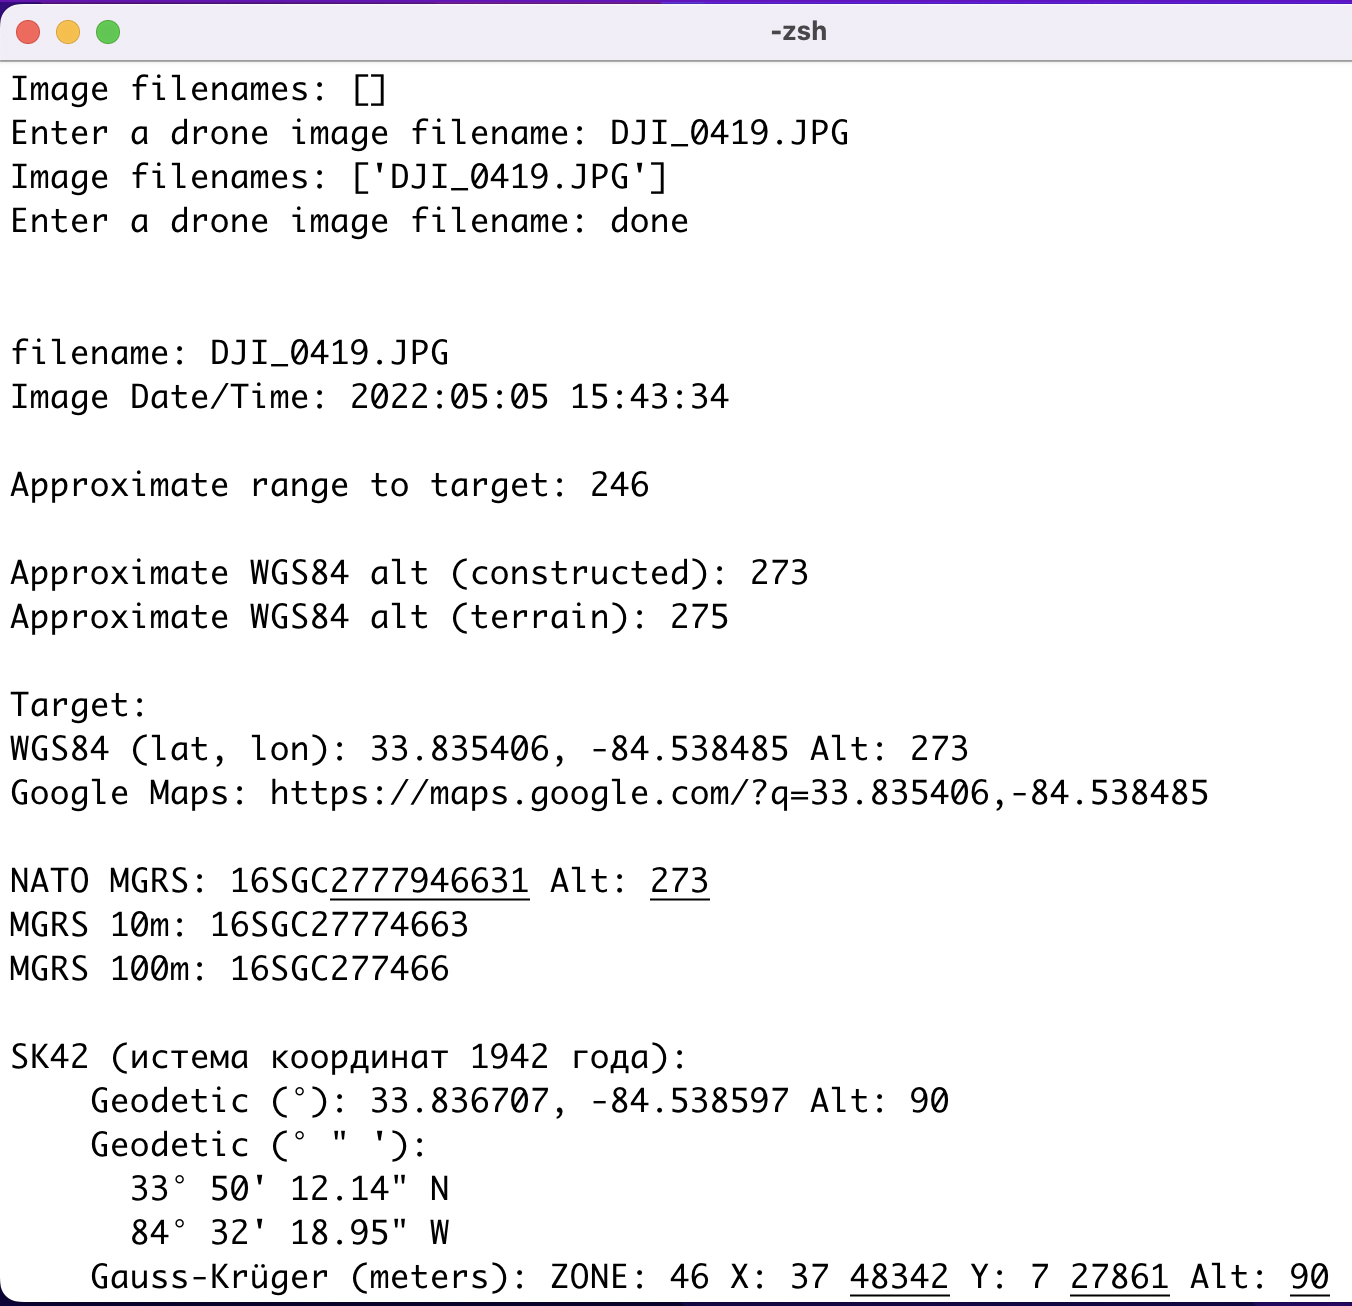 -zsh
Image filenames: []
Enter a drone image filename: DJI_0419.JPG
Image filenames: ['DJI_0419.JPG']
Enter a drone image filename: done
filename: DJI_0419.JPG
Image Date/Time: 2022:05:05 15:43:34
Approximate range to target: 246
Approximate WGS84 alt (constructed): 273
Approximate WGS84 alt (terrain): 275
Target:
WGS84 (lat, lon): 33.835406, -84.538485 Alt: 273
Google Maps: https://maps.google.com/?q=33.835406,-84.538485
NATO MGRS: 16SGC2777946631 Alt: 273
MGRS 10m: 16SGC27774663
MGRS 100m: 16SGC277466
SK42 (истема координат 1942 года):
Geodetic (°): 33.836707, -84.538597 Alt: 90
Geodetic (° " '):
33° 50' 12.14" N
84° 32' 18.95" W
Gauss-Krüger (meters): ZONE: 46 X: 37 48342 Y: 7 27861 Alt: 90